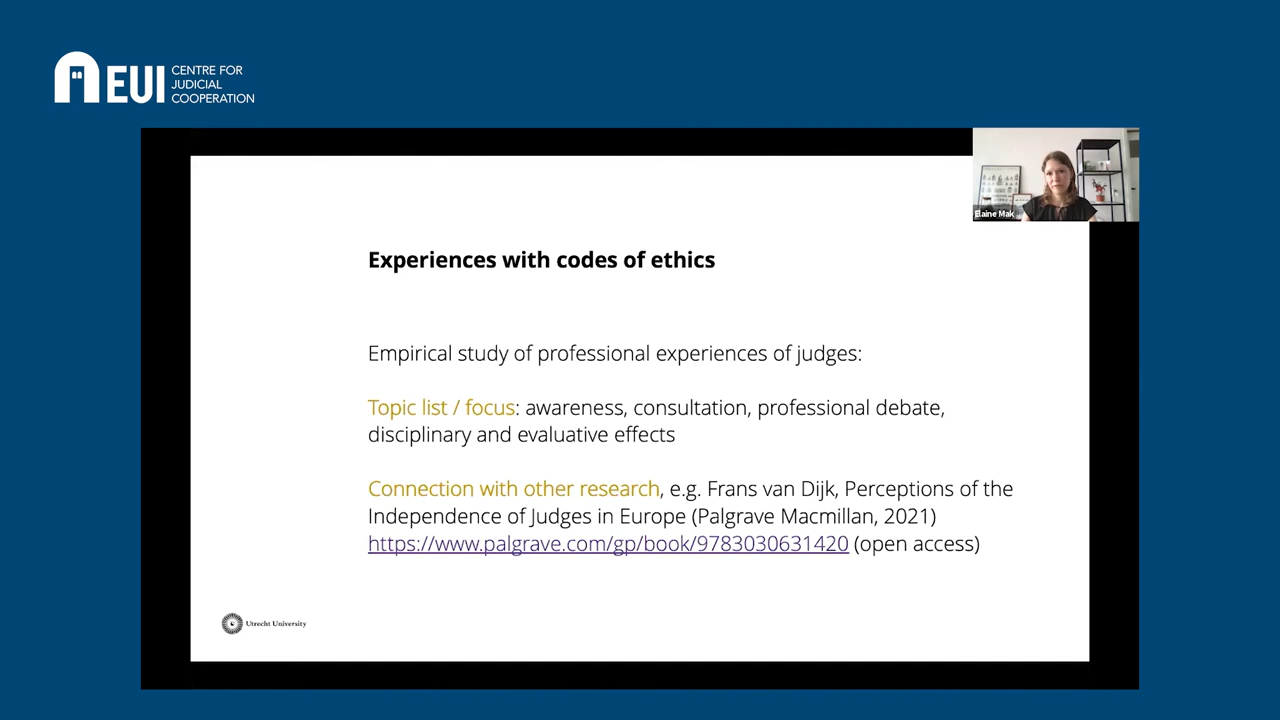 EUI
CENTRE FOR
JUDICIAL
COOPERATION
Elaine Mak
Experiences with codes of ethics
Empirical study of professional experiences of judges:
Topic list / focus: awareness, consultation, professional debate,
disciplinary and evaluative effects
Connection with other research, e.g. Frans van Dijk, Perceptions of the
Independence of Judges in Europe (Palgrave Macmillan, 2021)
https://www.palgrave.com/gp/book/9783030631420 (open access)
Utrecht University